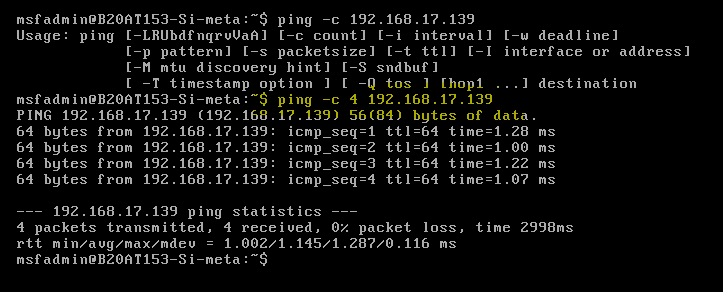 msfadmin@B20AT153-Si-meta:~$ ping -c 192.168.17.139
Usage: ping [-LRUbdfnqrvVaA] [-c count] [-i interval] [-w deadline]
            [-p pattern] [-s packetsize] [-t ttl] [-I interface or address]
            [-M mtu discovery hint] [-S sndbuf]
            [ -T timestamp option ] [ -Q tos ] [hop1 ...] destination
msfadmin@B20AT153-Si-meta:~$ ping -c 4 192.168.17.139
PING 192.168.17.139 (192.168.17.139) 56(84) bytes of data.
64 bytes from 192.168.17.139: icmp_seq=1 ttl=64 time=1.28 ms
64 bytes from 192.168.17.139: icmp_seq=2 ttl=64 time=1.00 ms
64 bytes from 192.168.17.139: icmp_seq=3 ttl=64 time=1.22 ms
64 bytes from 192.168.17.139: icmp_seq=4 ttl=64 time=1.07 ms
--- 192.168.17.139 ping statistics ---
4 packets transmitted, 4 received, 0% packet loss, time 2998ms
rtt min/avg/max/mdev = 1.002/1.145/1.287/0.116 ms
msfadmin@B20AT153-Si-meta:~$